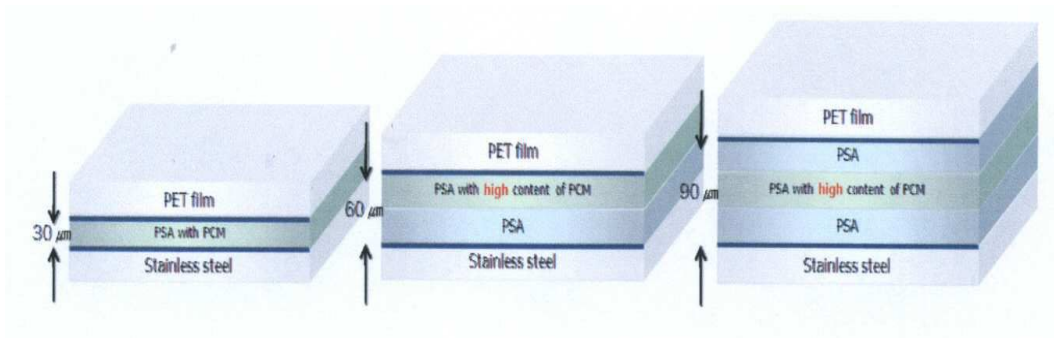 PET film
30 μm
PSA with PCM
Stainless steel
PET film
PSA with high content of PCM
60 μm
PSA
Stainless steel
PET film
PSA
PSA with high content of PCM
90 μm
PSA
Stainless steel